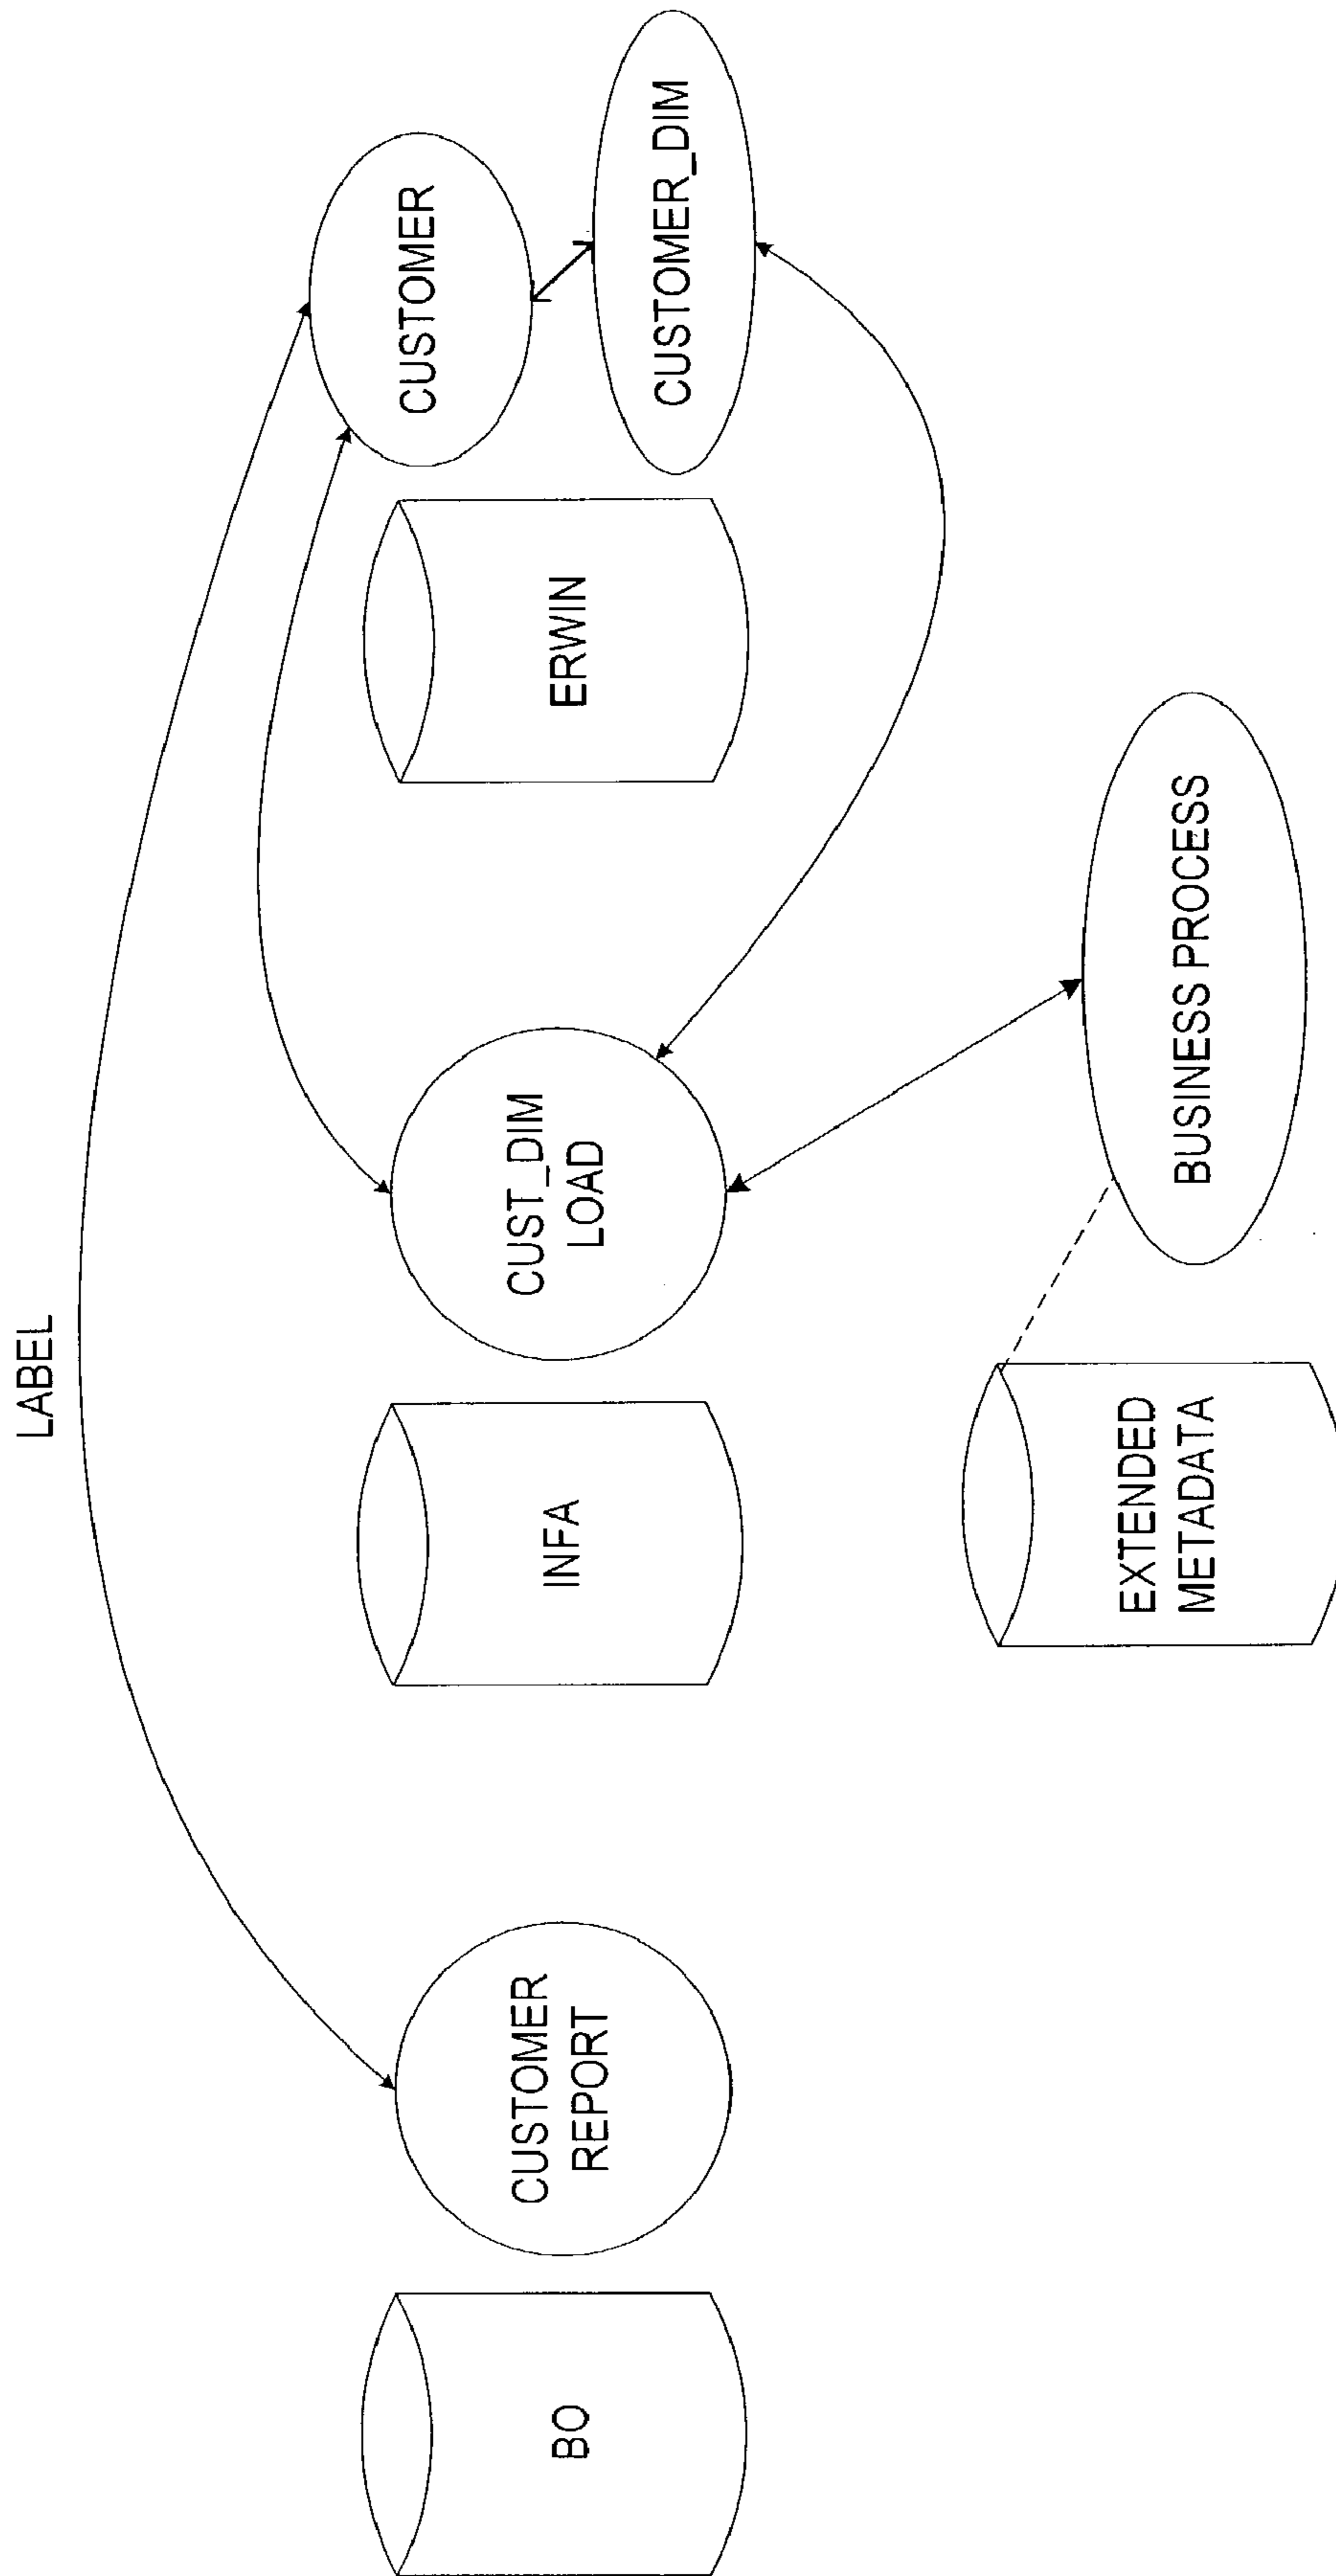 LABEL
BO
CUSTOMER
REPORT
INFA
CUST_DIM
LOAD
ERWIN
CUSTOMER
CUSTOMER_DIM
EXTENDED
METADATA
BUSINESS PROCESS